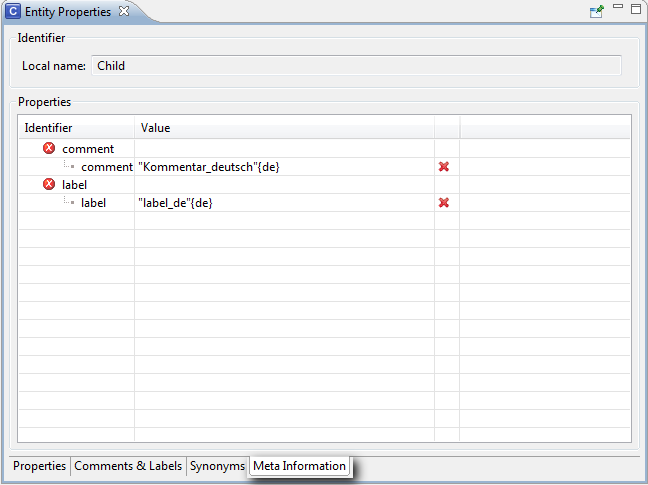 C Entity Properties
Identifier
Local name: Child
Properties
Identifier Value
comment
comment "Kommentar_deutsch"{de}
label
label "label_de"{de}
Properties Comments & Labels Synonyms Meta Information